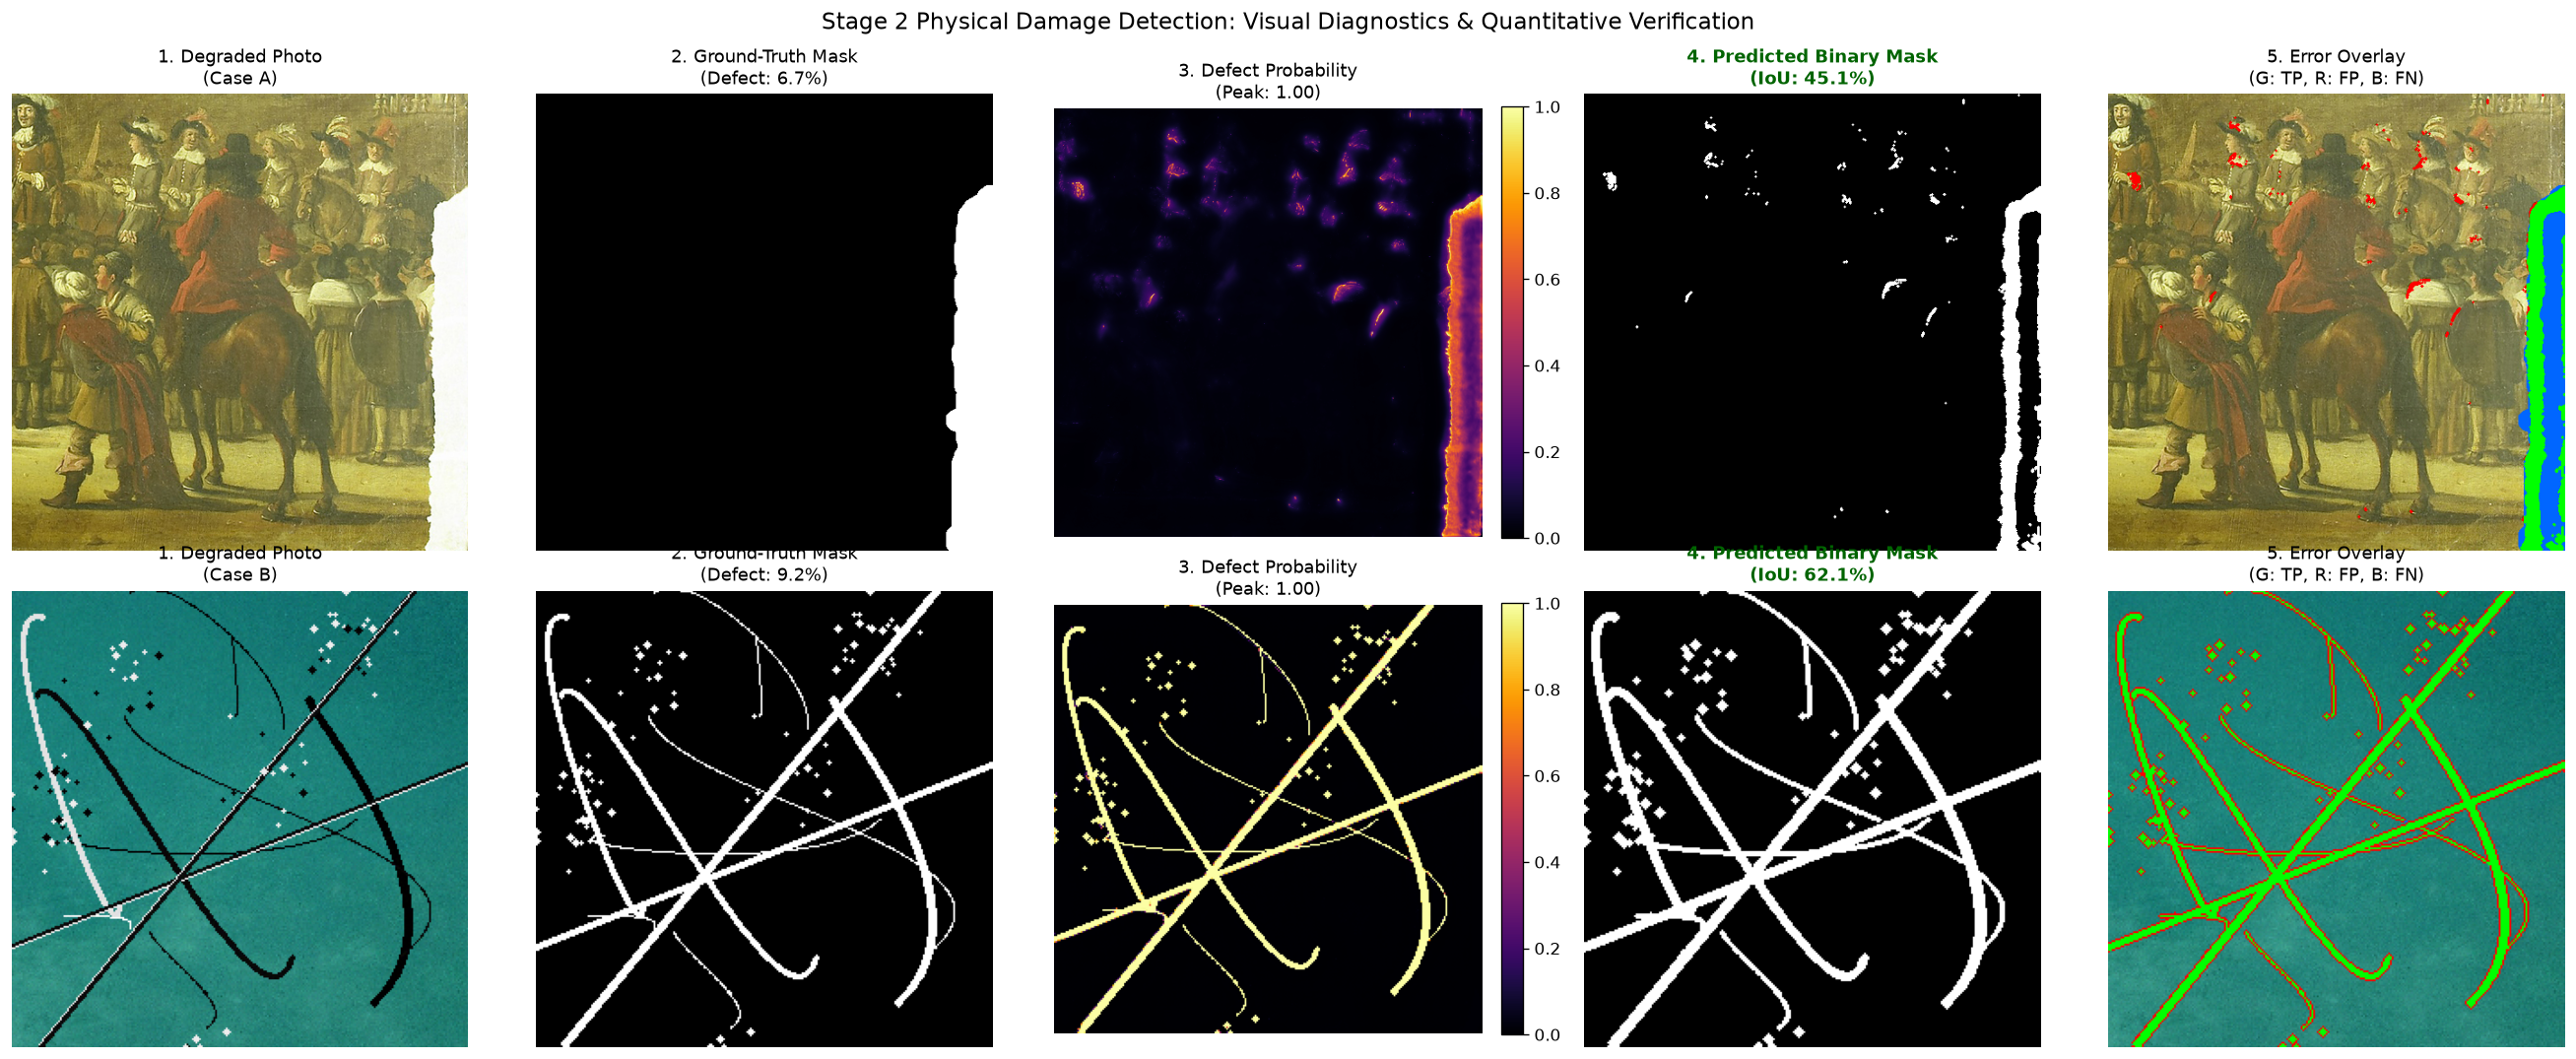 Stage 2 Physical Damage Detection: Visual Diagnostics & Quantitative Verification
1. Degraded Photo
(Case A)
2. Ground-Truth Mask
(Defect: 6.7%)
3. Defect Probability
(Peak: 1.00)
1.0
0.8
0.6
0.4
0.2
0.0
4. Predicted Binary Mask
(IoU: 45.1%)
5. Error Overlay
(G: TP, R: FP, B: FN)
1. Degraded Photo
(Case B)
2. Ground-Truth Mask
(Defect: 9.2%)
3. Defect Probability
(Peak: 1.00)
1.0
0.8
0.6
0.4
0.2
0.0
4. Predicted Binary Mask
(IoU: 62.1%)
5. Error Overlay
(G: TP, R: FP, B: FN)